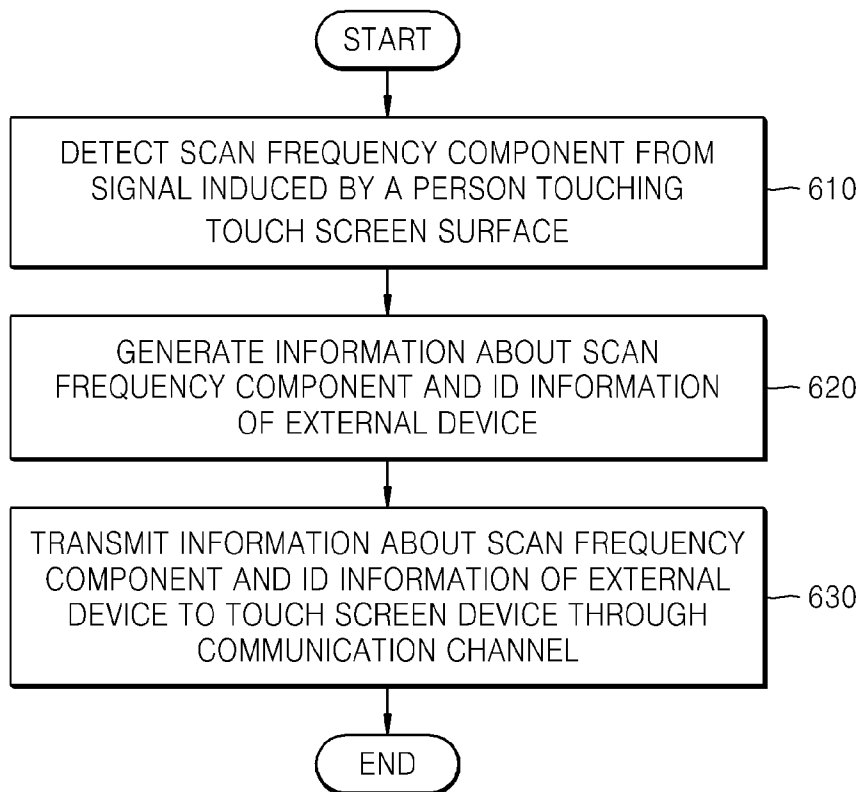 START
DETECT SCAN FREQUENCY COMPONENT FROM
SIGNAL INDUCED BY A PERSON TOUCHING
TOUCH SCREEN SURFACE
610
GENERATE INFORMATION ABOUT SCAN
FREQUENCY COMPONENT AND ID INFORMATION
OF EXTERNAL DEVICE
620
TRANSMIT INFORMATION ABOUT SCAN FREQUENCY
COMPONENT AND ID INFORMATION OF EXTERNAL
DEVICE TO TOUCH SCREEN DEVICE THROUGH
COMMUNICATION CHANNEL
630
END